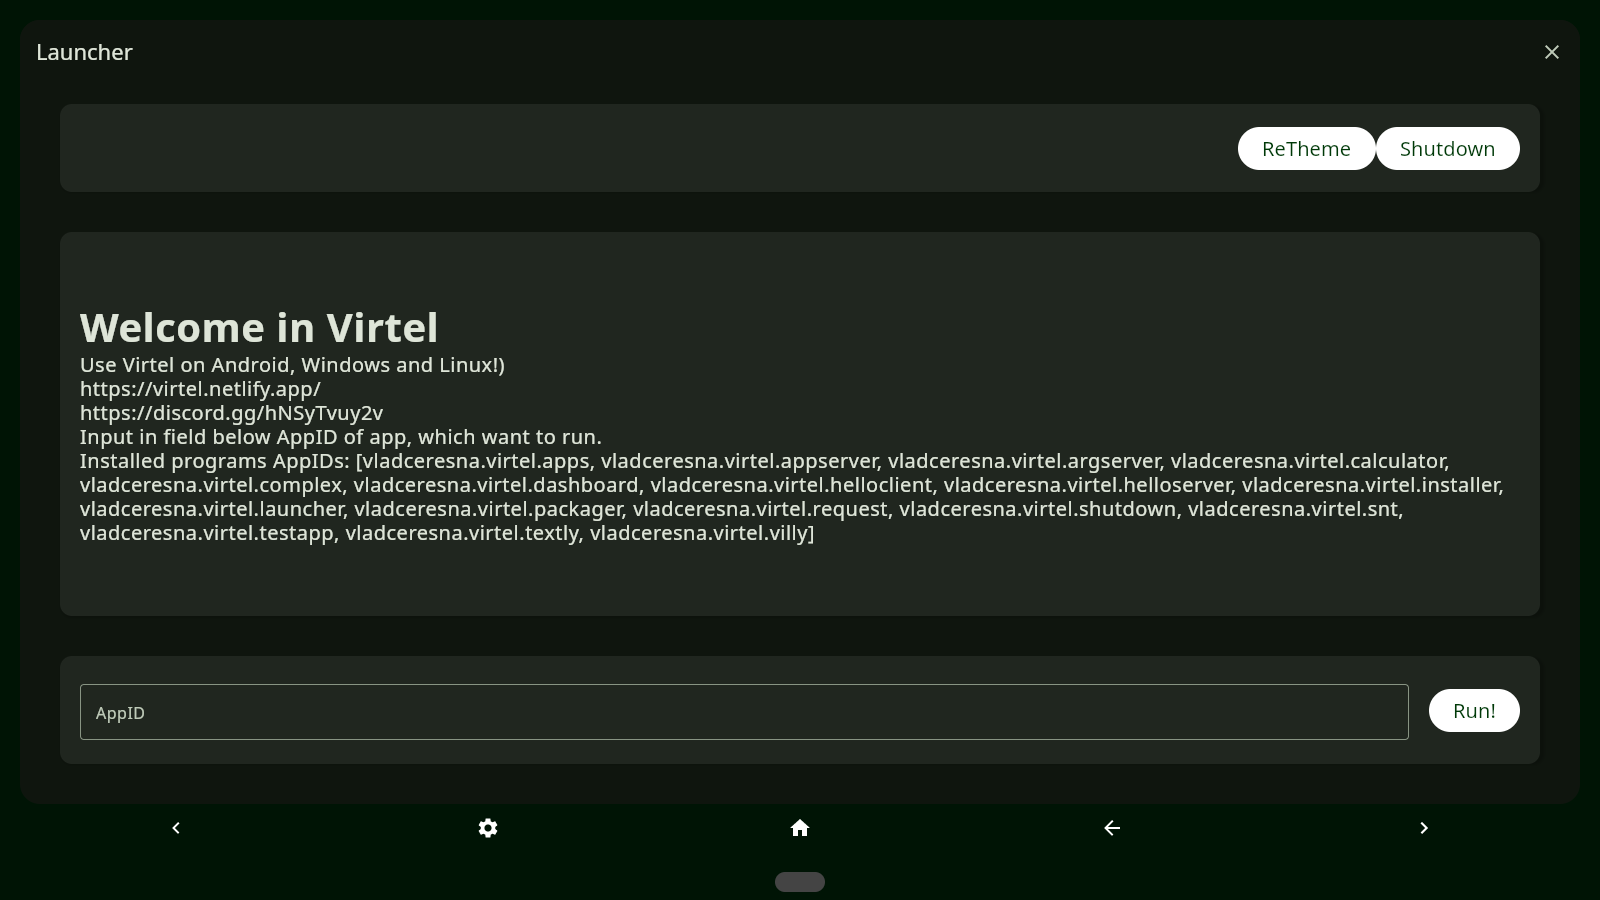 Launcher
ReTheme Shutdown
Welcome in Virtel
Use Virtel on Android, Windows and Linux!)
https://virtel.netlify.app/
https://discord.gg/hNSyTvuy2v
Input in field below AppID of app, which want to run.
Installed programs AppIDs: [vladceresna.virtel.apps, vladceresna.virtel.appserver, vladceresna.virtel.argserver, vladceresna.virtel.calculator,
vladceresna.virtel.complex, vladceresna.virtel.dashboard, vladceresna.virtel.helloclient, vladceresna.virtel.helloserver, vladceresna.virtel.installer,
vladceresna.virtel.launcher, vladceresna.virtel.packager, vladceresna.virtel.request, vladceresna.virtel.shutdown, vladceresna.virtel.snt,
vladceresna.virtel.testapp, vladceresna.virtel.textly, vladceresna.virtel.villy]
AppID
Run!